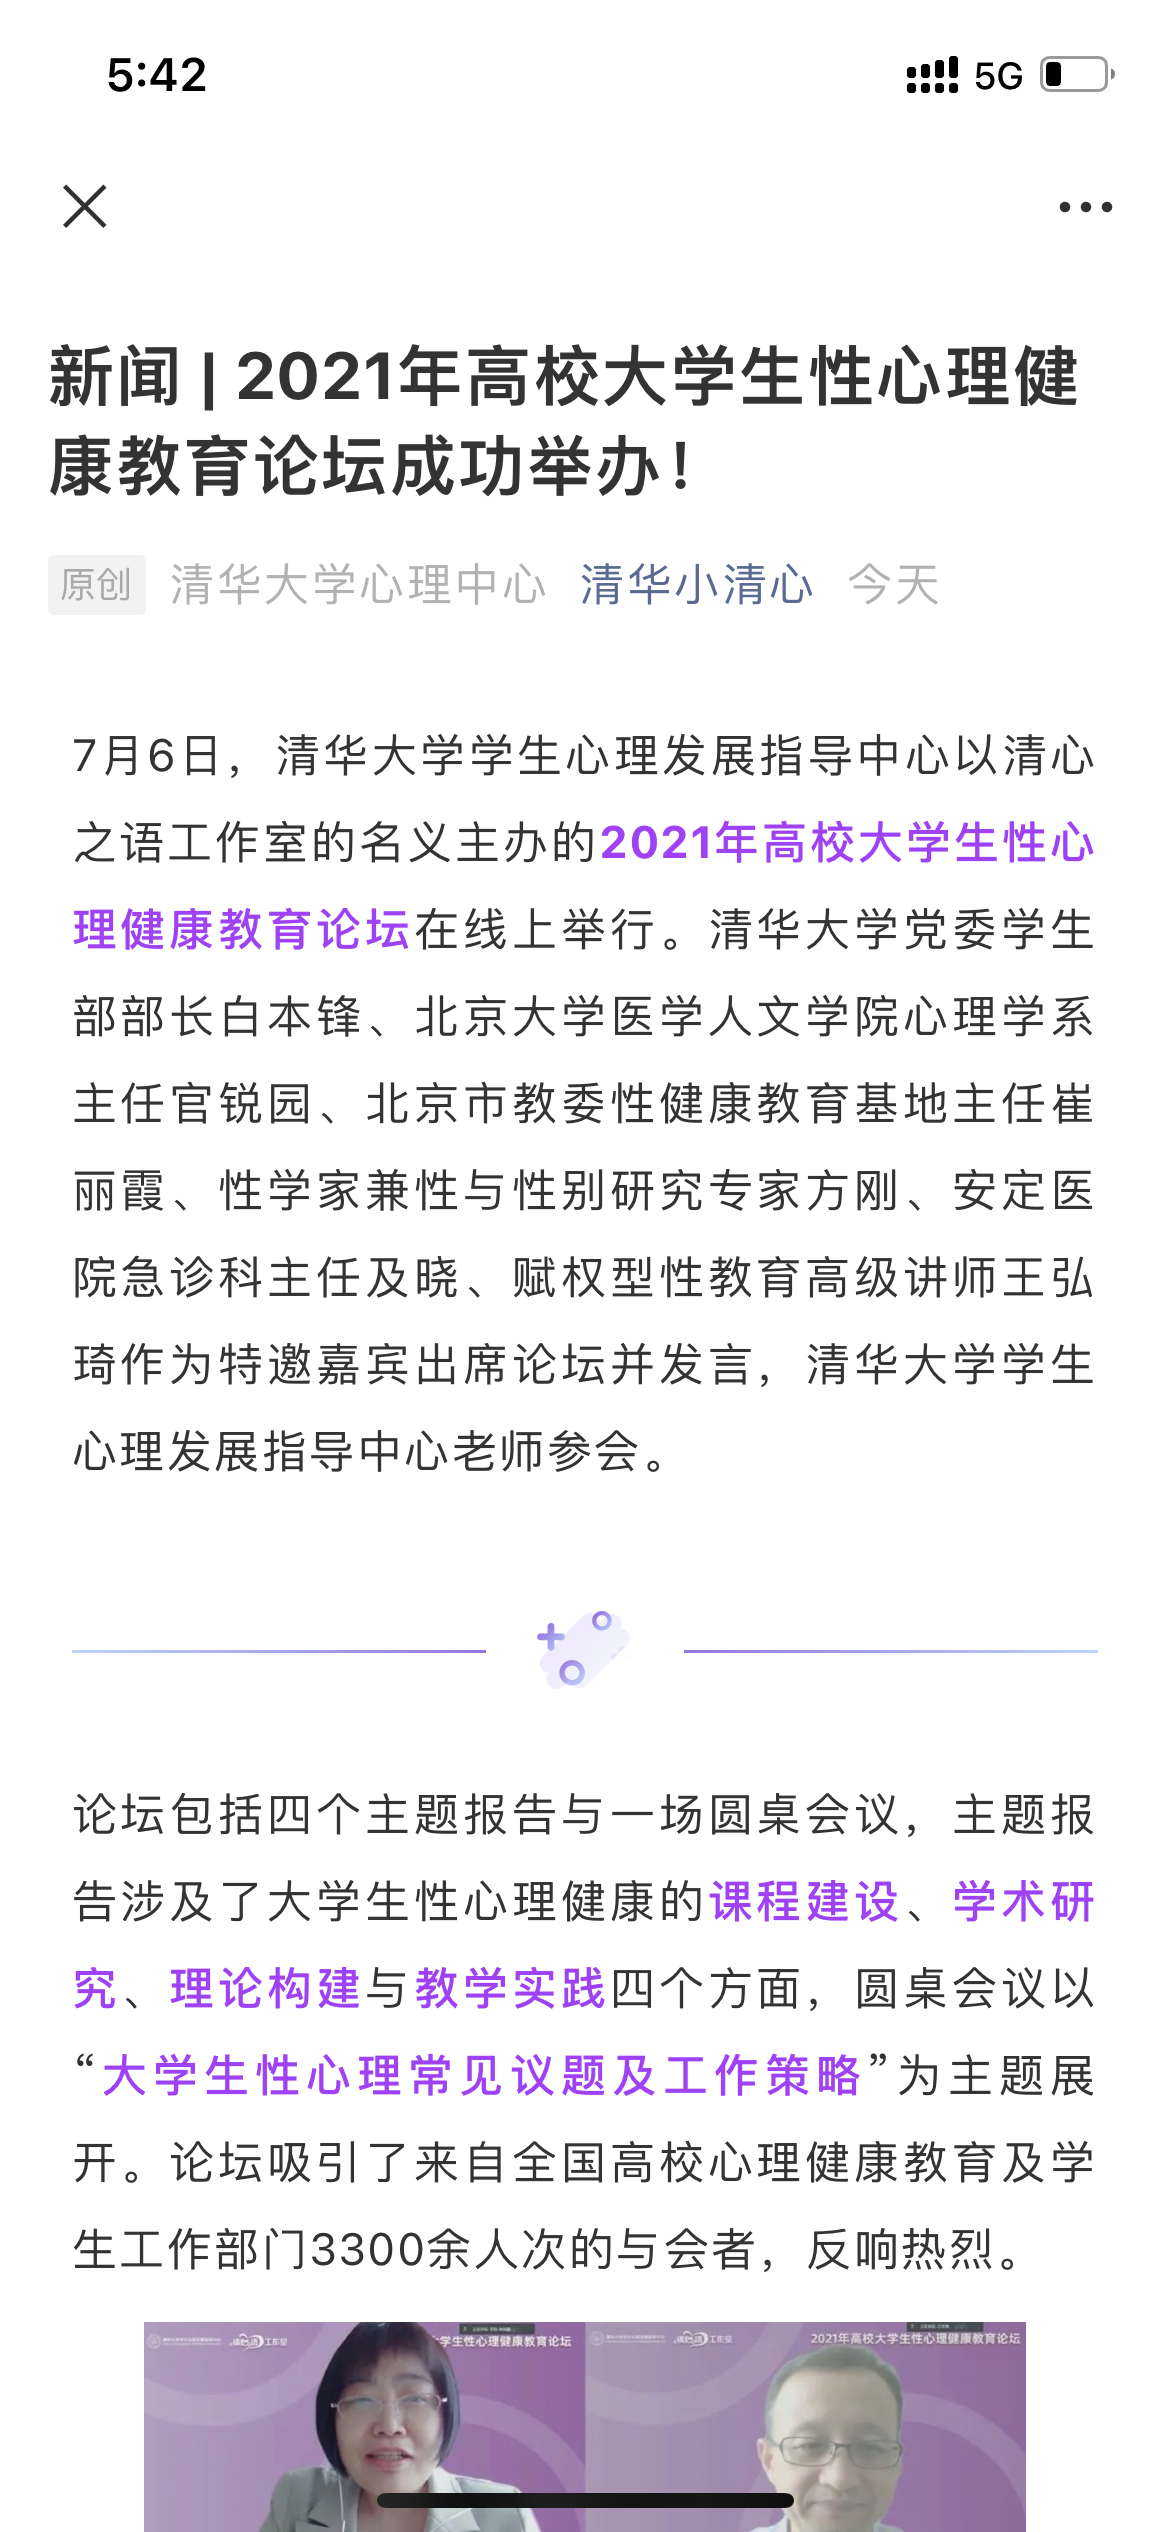 5:42
5G
新闻 | 2021年高校大学生性心理健
康教育论坛成功举办！
原创 清华大学心理中心 清华小清心 今天
7月6日，清华大学学生心理发展指导中心以清心
之语工作室的名义主办的2021年高校大学生性心
理健康教育论坛在线上举行。清华大学党委学生
部部长白本锋、北京大学医学人文学院心理学系
主任官锐园、北京市教委性健康教育基地主任崔
丽霞、性学家兼性与性别研究专家方刚、安定医
院急诊科主任及晓、赋权型性教育高级讲师王弘
琦作为特邀嘉宾出席论坛并发言，清华大学学生
心理发展指导中心老师参会。
论坛包括四个主题报告与一场圆桌会议，主题报
告涉及了大学生性心理健康的课程建设、学术研
究、理论构建与教学实践四个方面，圆桌会议以
“大学生性心理常见议题及工作策略”为主题展
开。论坛吸引了来自全国高校心理健康教育及学
生工作部门3300余人次的与会者，反响热烈。
工作室 学生性心理健康教育论坛
工作室 2021年高校大学生性心理健康教育论坛